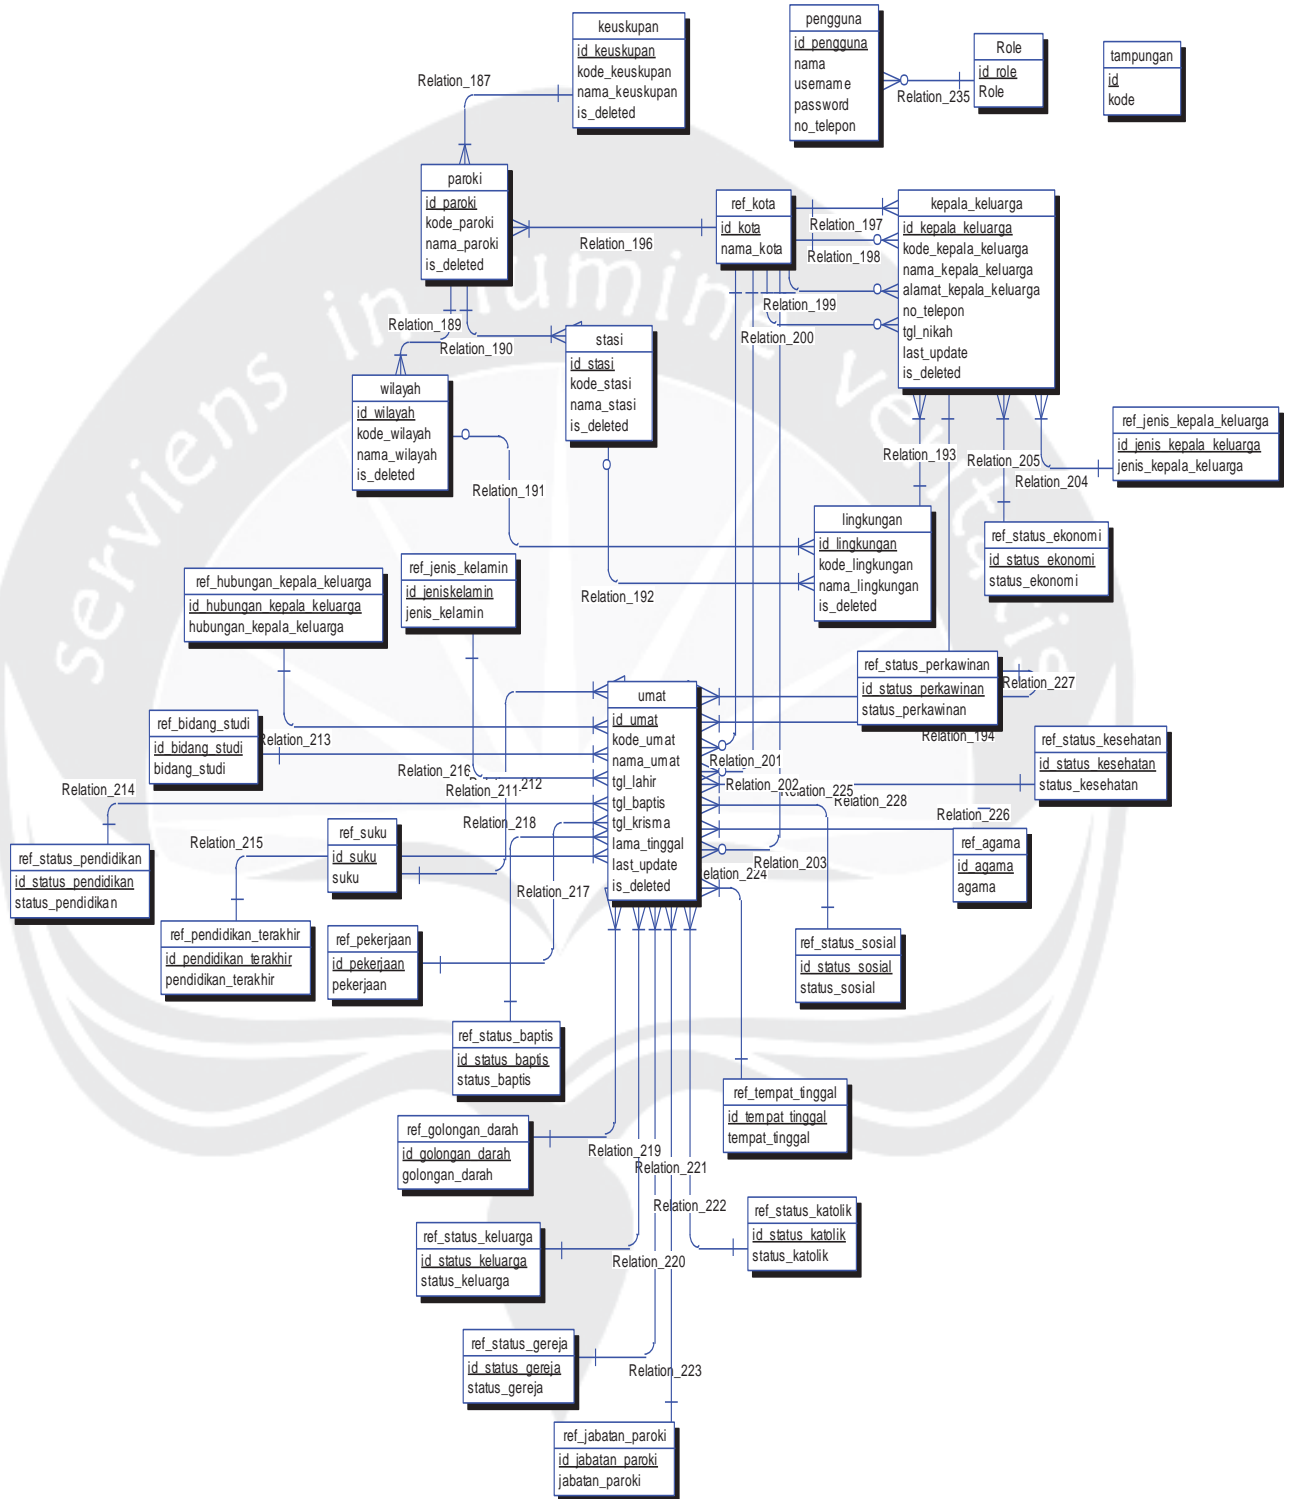 keuskupan
id_keuskupan
kode_keuskupan
nama_keuskupan
is_deleted
pengguna
id_pengguna
nama
username
password
no_telepon
Role
id_role
Role
Relation_235
tampungan
id
kode
Relation_187
paroki
id_paroki
kode_paroki
nama_paroki
is_deleted
ref_kota
id_kota
nama_kota
Relation_196
Relation_197
Relation_198
Relation_199
Relation_200
kepala_keluarga
id_kepala_keluarga
kode_kepala_keluarga
nama_kepala_keluarga
alamat_kepala_keluarga
no_telepon
tgl_nikah
last_update
is_deleted
Relation_189
Relation_190
stasi
id_stasi
kode_stasi
nama_stasi
is_deleted
wilayah
id_wilayah
kode_wilayah
nama_wilayah
is_deleted
Relation_191
Relation_193
Relation_205
Relation_204
ref_jenis_kepala_keluarga
id_jenis_kepala_keluarga
jenis_kepala_keluarga
lingkungan
id_lingkungan
kode_lingkungan
nama_lingkungan
is_deleted
ref_status_ekonomi
id_status_ekonomi
status_ekonomi
Relation_192
ref_hubungan_kepala_keluarga
id_hubungan_kepala_keluarga
hubungan_kepala_keluarga
ref_jenis_kelamin
id_jeniskelamin
jenis_kelamin
ref_status_perkawinan
id_status_perkawinan
status_perkawinan
Relation_227
Relation_194
umat
id_umat
kode_umat
nama_umat
tgl_lahir
tgl_baptis
tgl_krisma
lama_tinggal
last_update
is_deleted
ref_bidang_studi
id_bidang_studi
bidang_studi
Relation_213
Relation_216
Relation_211
212
Relation_201
Relation_202
225
Relation_228
ref_status_kesehatan
id_status_kesehatan
status_kesehatan
Relation_226
Relation_214
Relation_218
Relation_215
ref_suku
id_suku
suku
Relation_203
224
ref_agama
id_agama
agama
ref_status_pendidikan
id_status_pendidikan
status_pendidikan
Relation_217
ref_pendidikan_terakhir
id_pendidikan_terakhir
pendidikan_terakhir
ref_pekerjaan
id_pekerjaan
pekerjaan
ref_status_sosial
id_status_sosial
status_sosial
ref_status_baptis
id_status_baptis
status_baptis
ref_tempat_tinggal
id_tempat_tinggal
tempat_tinggal
ref_golongan_darah
id_golongan_darah
golongan_darah
Relation_219
Relation_221
Relation_222
ref_status_katolik
id_status_katolik
status_katolik
ref_status_keluarga
id_status_keluarga
status_keluarga
Relation_220
ref_status_gereja
id_status_gereja
status_gereja
Relation_223
ref_jabatan_paroki
id_jabatan_paroki
jabatan_paroki
serviens in lumine veritatis